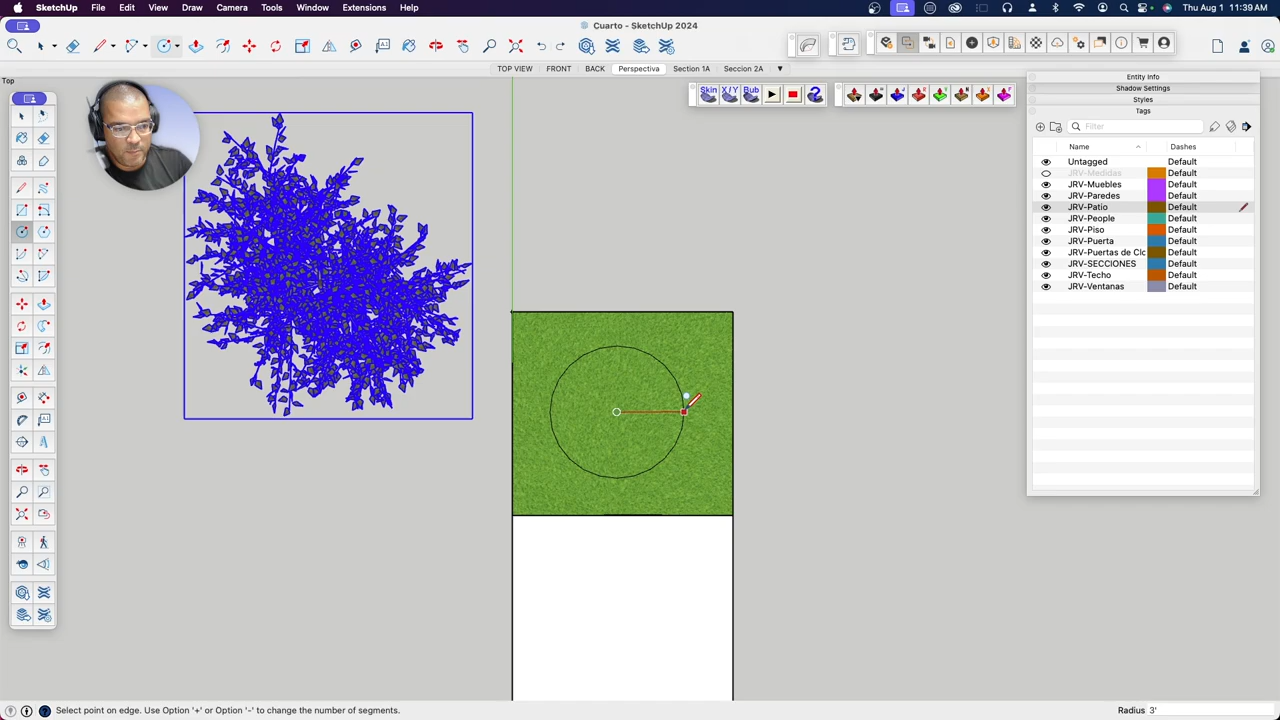 SketchUp File Edit View Draw Camera Tools Window Extensions Help Thu Aug 1 11:39 AM
Cuarto - SketchUp 2024
TOP VIEW FRONT BACK Perspectiva Section 1A Seccion 2A
Top
Skin X/Y Bub
Entity Info
Shadow Settings
Styles
Tags
Filter
Name Dashes
Untagged Default
JRV-Medidas Default
JRV-Muebles Default
JRV-Paredes Default
JRV-Patio Default
JRV-People Default
JRV-Piso Default
JRV-Puerta Default
JRV-Puertas de Clo Default
JRV-SECCIONES Default
JRV-Techo Default
JRV-Ventanas Default
Select point on edge. Use Option '+' or Option '-' to change the number of segments. Radius 3'